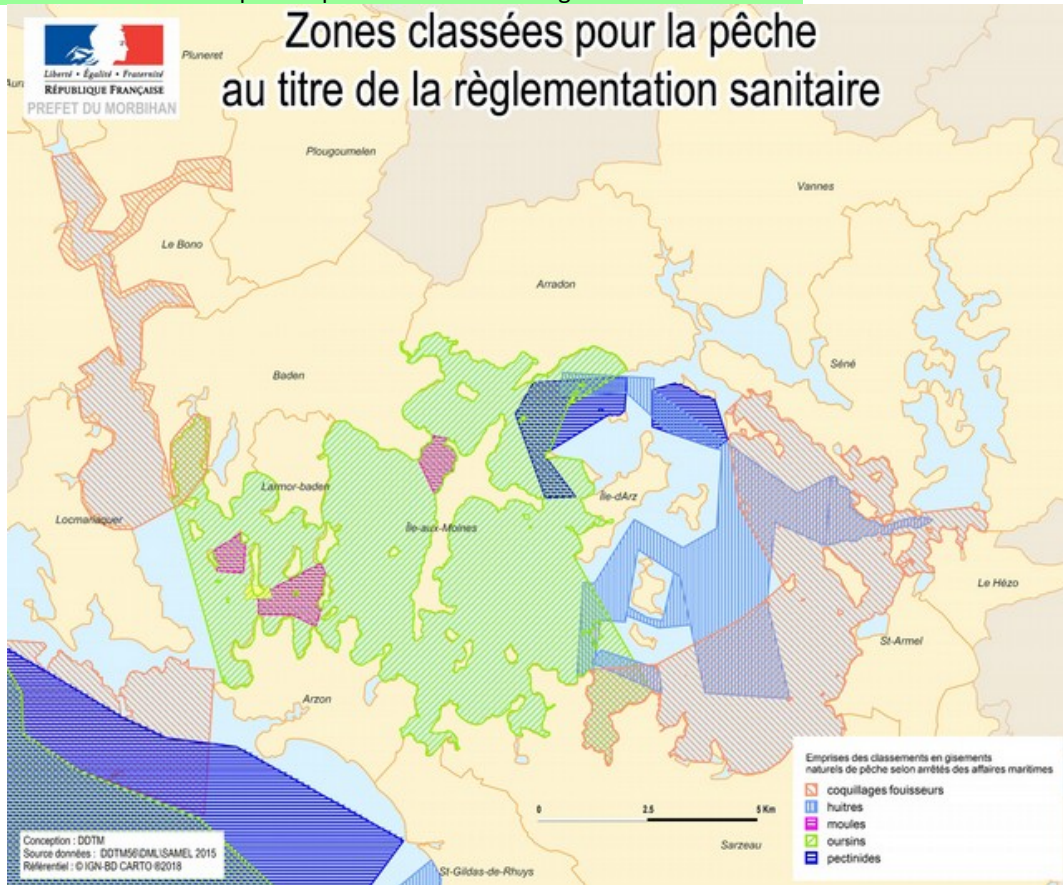 Zones classées pour la pêche
au titre de la règlementation sanitaire
Liberté • Égalité • Fraternité
RÉPUBLIQUE FRANÇAISE
PREFET DU MORBIHAN
Pluneret
Plougoumelen
Vannes
Le Bono
Arradon
Baden
Séné
Larmor-baden
Île-d'Arz
Locmariaquer
Île-aux-Moines
Le Hézo
St-Armel
Arzon
Emprises des classements en gisements
naturels de pêche selon arrêtés des affaires maritimes
coquillages fouisseurs
huitres
moules
oursins
pectinides
0 2.5 5 Km
Sarzeau
Conception : DDTM
Source données : DDTM56\DML\SAMEL 2015
Référentiel : © IGN-BD CARTO ®2018
St-Gildas-de-Rhuys